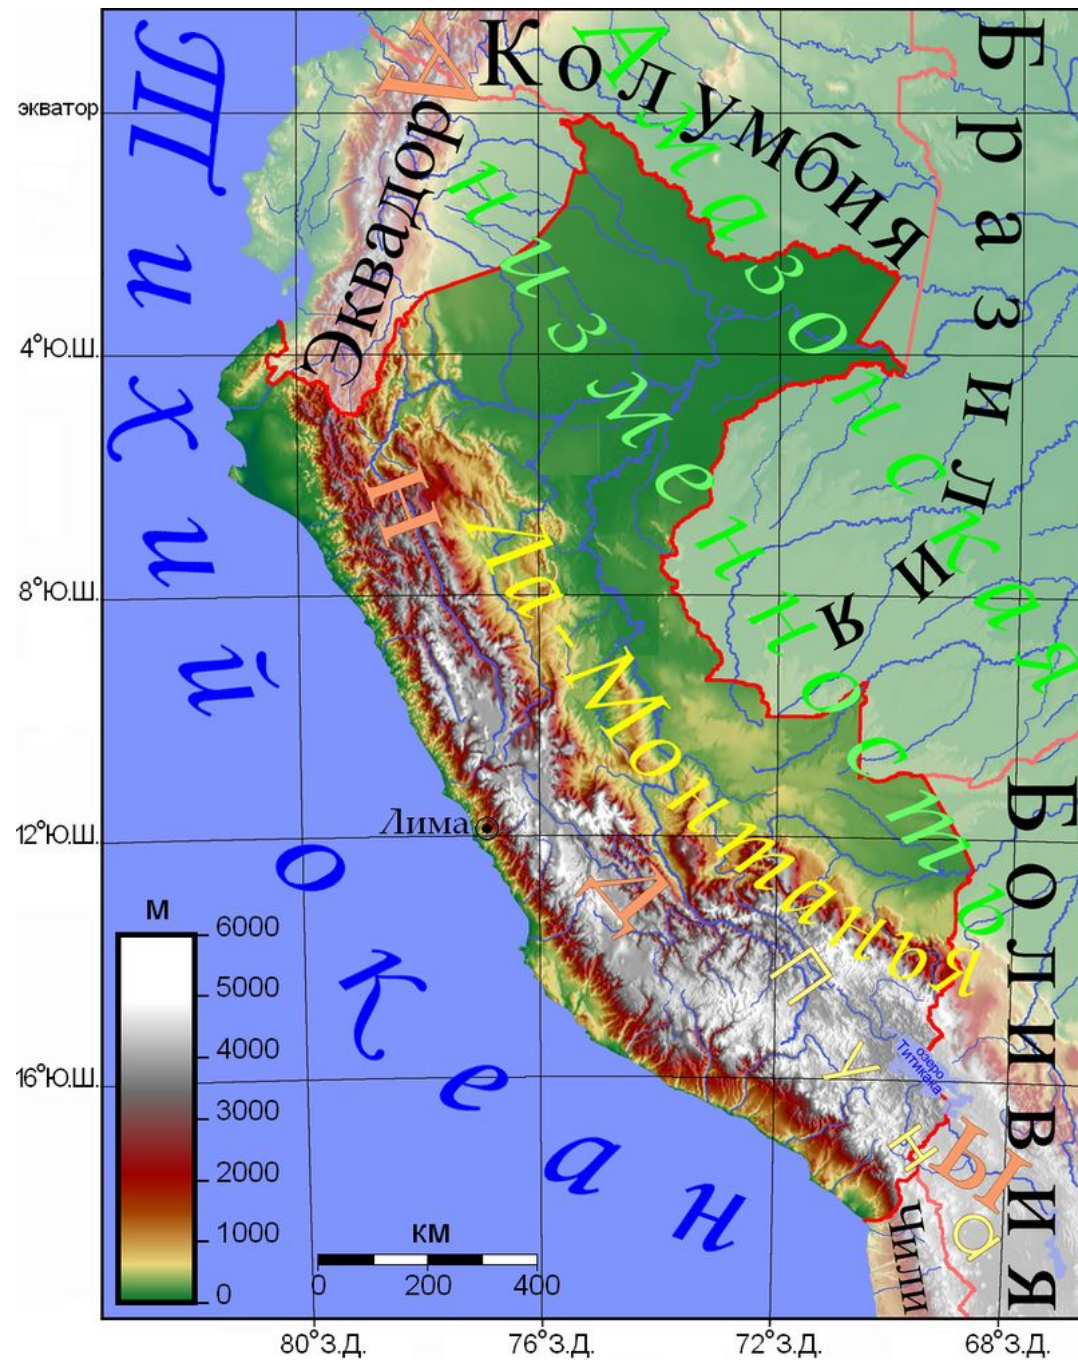 Тихий океан
Колумбия
Эквадор
Бразилия
Боливия
Чили
Амазонская
низменность
Анды
Ла-Монтанья
Пуна
озеро
Титикака
Лима
экватор
4°Ю.Ш.
8°Ю.Ш.
12°Ю.Ш.
16°Ю.Ш.
80°З.Д.
76°З.Д.
72°З.Д.
68°З.Д.
М
6000
5000
4000
3000
2000
1000
0
КМ
0 200 400